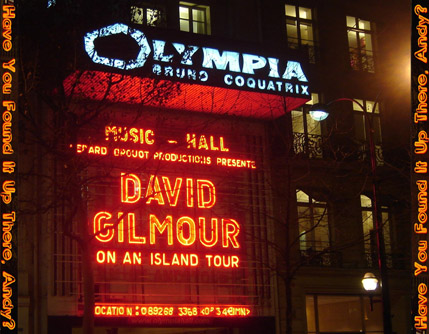 OLYMPIA
BRUNO COQUATRIX
MUSIC - HALL
PRODUCTIONS PRESENTE
DAVID
GILMOUR
ON AN ISLAND TOUR
Have You Found It Up There, Andy?
Have You Found It Up There, Andy?